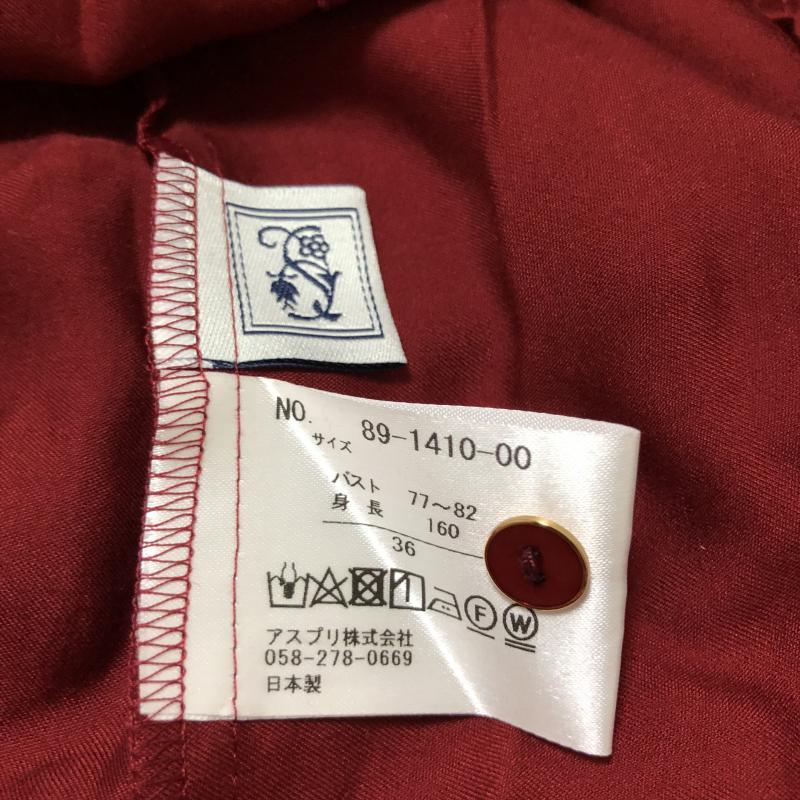 NO. 89-1410-00
サイズ
バスト 77～82
身長 160
36
F W
アスプリ株式会社
058-278-0669
日本製